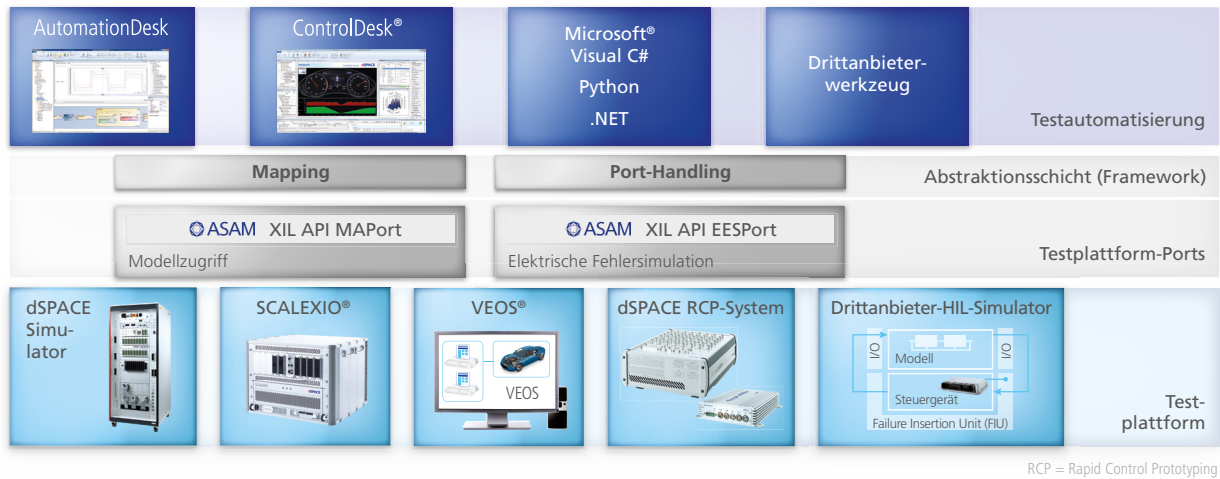 AutomationDesk
ControlDesk®
Microsoft®
Visual C#
Python
.NET
Drittanbieter-
werkzeug
Testautomatisierung
Mapping
Port-Handling
Abstraktionsschicht (Framework)
ASAM XIL API MAPort
Modellzugriff
ASAM XIL API EESPort
Elektrische Fehlersimulation
Testplattform-Ports
dSPACE
Simu-
lator
SCALEXIO®
VEOS®
VEOS
dSPACE RCP-System
Drittanbieter-HIL-Simulator
I/O
Modell
I/O
Steuergerät
Failure Insertion Unit (FIU)
Test-
plattform
RCP = Rapid Control Prototyping